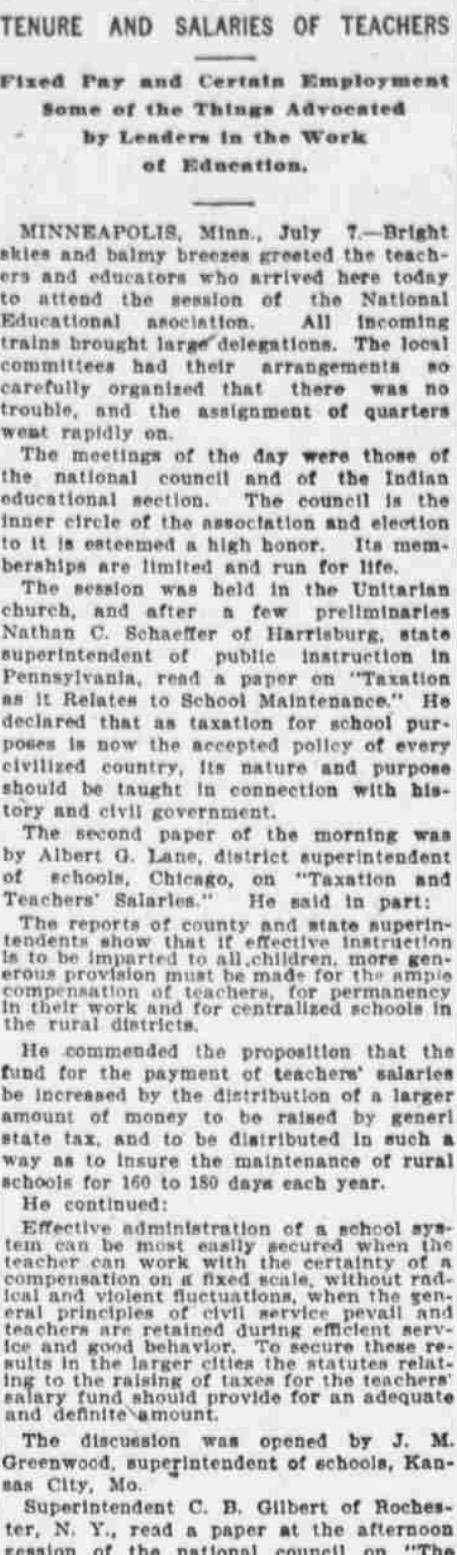 TENURE AND SALARIES OF TEACHERS
Fixed Pay and Certain Employment
Some of the Things Advocated
by Leaders in the Work
of Education.
MINNEAPOLIS, Minn., July 7.—Bright
skies and balmy breezes greeted the teach-
ers and educators who arrived here today
to attend the session of the National
Educational asociation. All incoming
trains brought large delegations. The local
committees had their arrangements so
carefully organized that there was no
trouble, and the assignment of quarters
went rapidly on.
The meetings of the day were those of
the national council and of the Indian
educational section. The council is the
inner circle of the association and election
to it is esteemed a high honor. Its mem-
berships are limited and run for life.
The session was held in the Unitarian
church, and after a few preliminaries
Nathan C. Schaeffer of Harrisburg, state
superintendent of public instruction in
Pennsylvania, read a paper on "Taxation
as it Relates to School Maintenance." He
declared that as taxation for school pur-
poses is now the accepted policy of every
civilized country, its nature and purpose
should be taught in connection with his-
tory and civil government.
The second paper of the morning was
by Albert G. Lane, district superintendent
of schools, Chicago, on "Taxation and
Teachers' Salaries." He said in part:
The reports of county and state superin-
tendents show that if effective instruction
is to be imparted to all children, more gen-
erous provision must be made for the ample
compensation of teachers, for permanency
in their work and for centralized schools in
the rural districts.
He commended the proposition that the
fund for the payment of teachers' salaries
be increased by the distribution of a larger
amount of money to be raised by generl
state tax, and to be distributed in such a
way as to insure the maintenance of rural
schools for 160 to 180 days each year.
He continued:
Effective administration of a school sys-
tem can be most easily secured when the
teacher can work with the certainty of a
compensation on a fixed scale, without rad-
ical and violent fluctuations, when the gen-
eral principles of civil service pevail and
teachers are retained during efficient serv-
ice and good behavior. To secure these re-
sults in the larger cities the statutes relat-
ing to the raising of taxes for the teachers'
salary fund should provide for an adequate
and definite amount.
The discussion was opened by J. M.
Greenwood, superintendent of schools, Kan-
sas City, Mo.
Superintendent C. B. Gilbert of Roches-
ter, N. Y., read a paper at the afternoon
session of the national council on "The